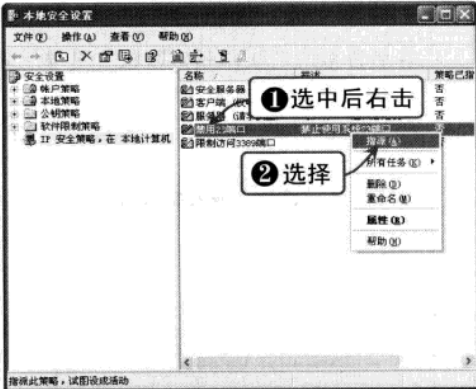 本地安全设置
文件(F) 操作(A) 查看(V) 帮助(H)
安全设置
帐户策略
本地策略
公钥策略
软件限制策略
IP 安全策略,在 本地计算机
名称 描述 策略已指
安全服务器 否
客户端 否
服务器 否
禁用23端口 禁止使用系统23端口 否
限制访问3389端口
❶选中后右击
❷选择
指派(A)
所有任务(K)
删除(D)
重命名(M)
属性(R)
帮助(H)
指派此策略,试图设成活动